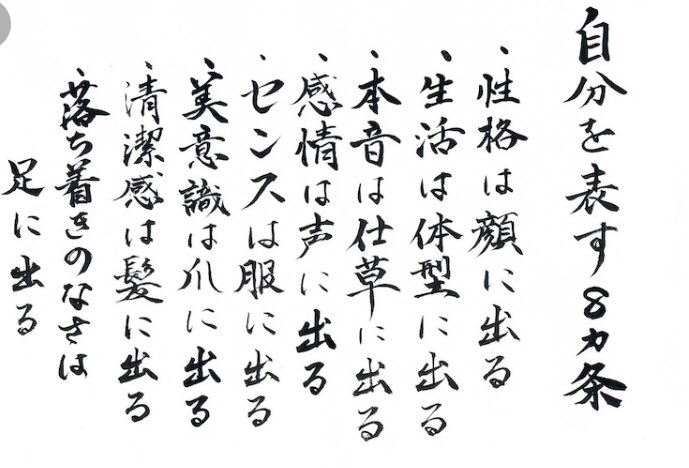 自分を表す8カ条
・性格は顔に出る
・生活は体型に出る
・本音は仕草に出る
・感情は声に出る
・センスは服に出る
・美意識は爪に出る
・清潔感は髪に出る
・落ち着きのなさは
足に出る